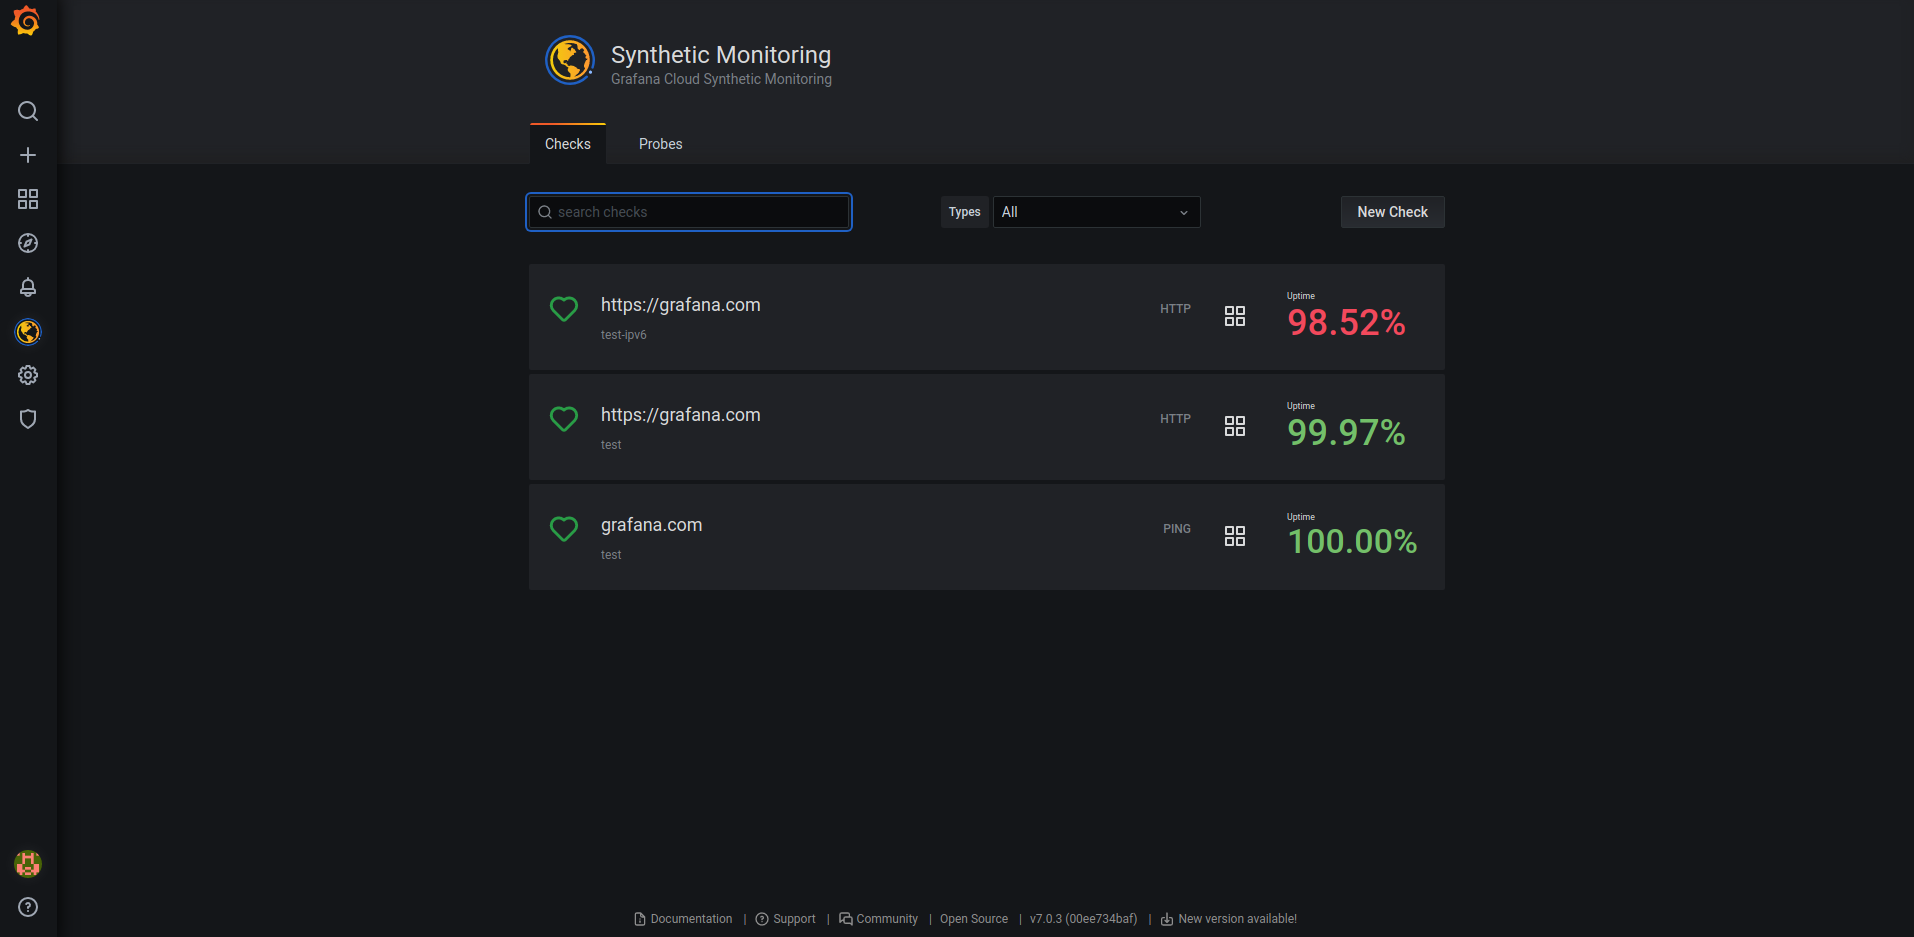 Synthetic Monitoring
Grafana Cloud Synthetic Monitoring
Checks Probes
search checks Types All New Check
https://grafana.com HTTP Uptime 98.52%
test-ipv6
https://grafana.com HTTP Uptime 99.97%
test
grafana.com PING Uptime 100.00%
test
Documentation | Support | Community | Open Source | v7.0.3 (00ee734baf) | New version available!